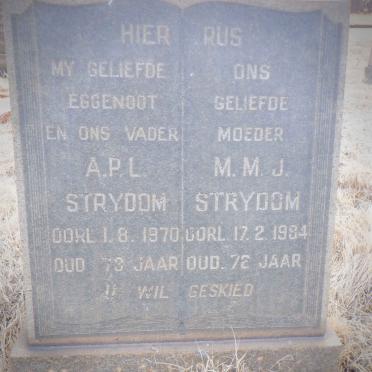 HIER RUS
MY GELIEFDE
EGGENOOT
EN ONS VADER
A.P.L.
STRYDOM
OORL 1.8.1970
OUD 73 JAAR
ONS
GELIEFDE
MOEDER
M.M.J.
STRYDOM
OORL 17.2.1984
OUD. 72 JAAR
U WIL GESKIED